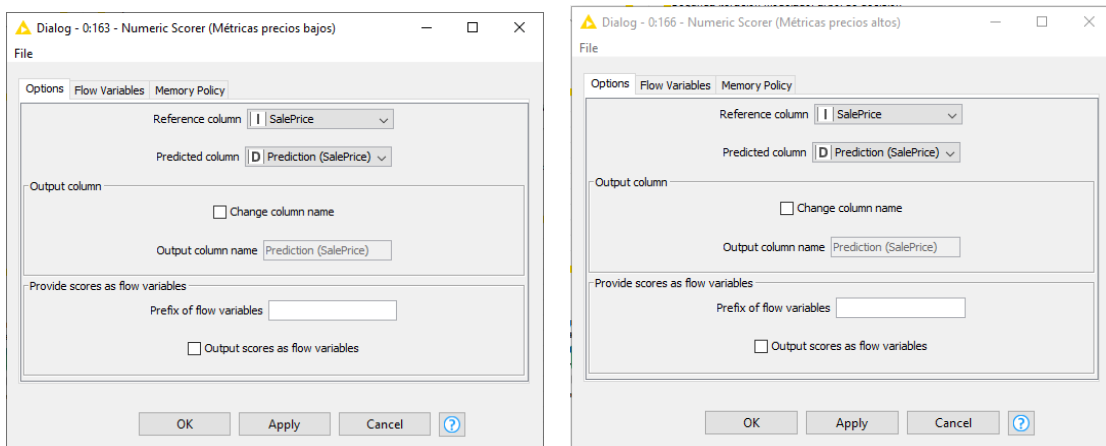 Dialog - 0:163 - Numeric Scorer (Métricas precios bajos)
File
Options Flow Variables Memory Policy
Reference column I SalePrice
Predicted column D Prediction (SalePrice)
Output column
Change column name
Output column name Prediction (SalePrice)
Provide scores as flow variables
Prefix of flow variables
Output scores as flow variables
OK Apply Cancel ?
Dialog - 0:166 - Numeric Scorer (Métricas precios altos)
File
Options Flow Variables Memory Policy
Reference column I SalePrice
Predicted column D Prediction (SalePrice)
Output column
Change column name
Output column name Prediction (SalePrice)
Provide scores as flow variables
Prefix of flow variables
Output scores as flow variables
OK Apply Cancel ?